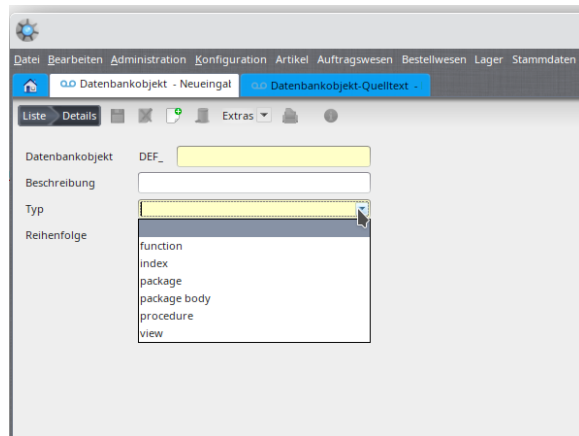 Datei Bearbeiten Administration Konfiguration Artikel Auftragswesen Bestellwesen Lager Stammdaten
Datenbankobjekt - Neueingal Datenbankobjekt-Quelltext -
Liste Details Extras
Datenbankobjekt DEF_
Beschreibung
Typ
Reihenfolge
function
index
package
package body
procedure
view